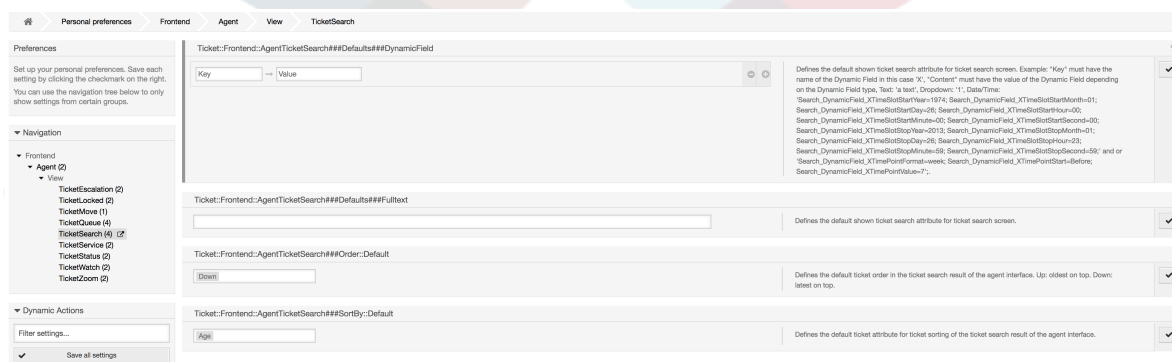 Personal preferences Frontend Agent View TicketSearch
Preferences
Set up your personal preferences. Save each
setting by clicking the checkmark on the right.
You can use the navigation tree below to only
show settings from certain groups.
Navigation
Frontend
Agent (2)
View
TicketEscalation (2)
TicketLocked (2)
TicketMove (1)
TicketQueue (4)
TicketSearch (4)
TicketService (2)
TicketStatus (2)
TicketWatch (2)
TicketZoom (2)
Dynamic Actions
Filter settings...
Save all settings
Ticket::Frontend::AgentTicketSearch###Defaults###DynamicField
Key → Value
Defines the default shown ticket search attribute for ticket search screen. Example: "Key" must have the
name of the Dynamic Field in this case 'X', "Content" must have the value of the Dynamic Field depending
on the Dynamic Field type, Text: 'a text', Dropdown: '1', Date/Time:
'Search_DynamicField_XTimeSlotStartYear=1974; Search_DynamicField_XTimeSlotStartMonth=01;
Search_DynamicField_XTimeSlotStartDay=26; Search_DynamicField_XTimeSlotStartHour=00;
Search_DynamicField_XTimeSlotStartMinute=00; Search_DynamicField_XTimeSlotStartSecond=00;
Search_DynamicField_XTimeSlotStopYear=2013; Search_DynamicField_XTimeSlotStopMonth=01;
Search_DynamicField_XTimeSlotStopDay=26; Search_DynamicField_XTimeSlotStopHour=23;
Search_DynamicField_XTimeSlotStopMinute=59; Search_DynamicField_XTimeSlotStopSecond=59;' and or
'Search_DynamicField_XTimePointFormat=week; Search_DynamicField_XTimePointStart=Before;
Search_DynamicField_XTimePointValue=7';.
Ticket::Frontend::AgentTicketSearch###Defaults###Fulltext
Defines the default shown ticket search attribute for ticket search screen.
Ticket::Frontend::AgentTicketSearch###Order::Default
Down
Defines the default ticket order in the ticket search result of the agent interface. Up: oldest on top. Down:
latest on top.
Ticket::Frontend::AgentTicketSearch###SortBy::Default
Age
Defines the default ticket attribute for ticket sorting of the ticket search result of the agent interface.